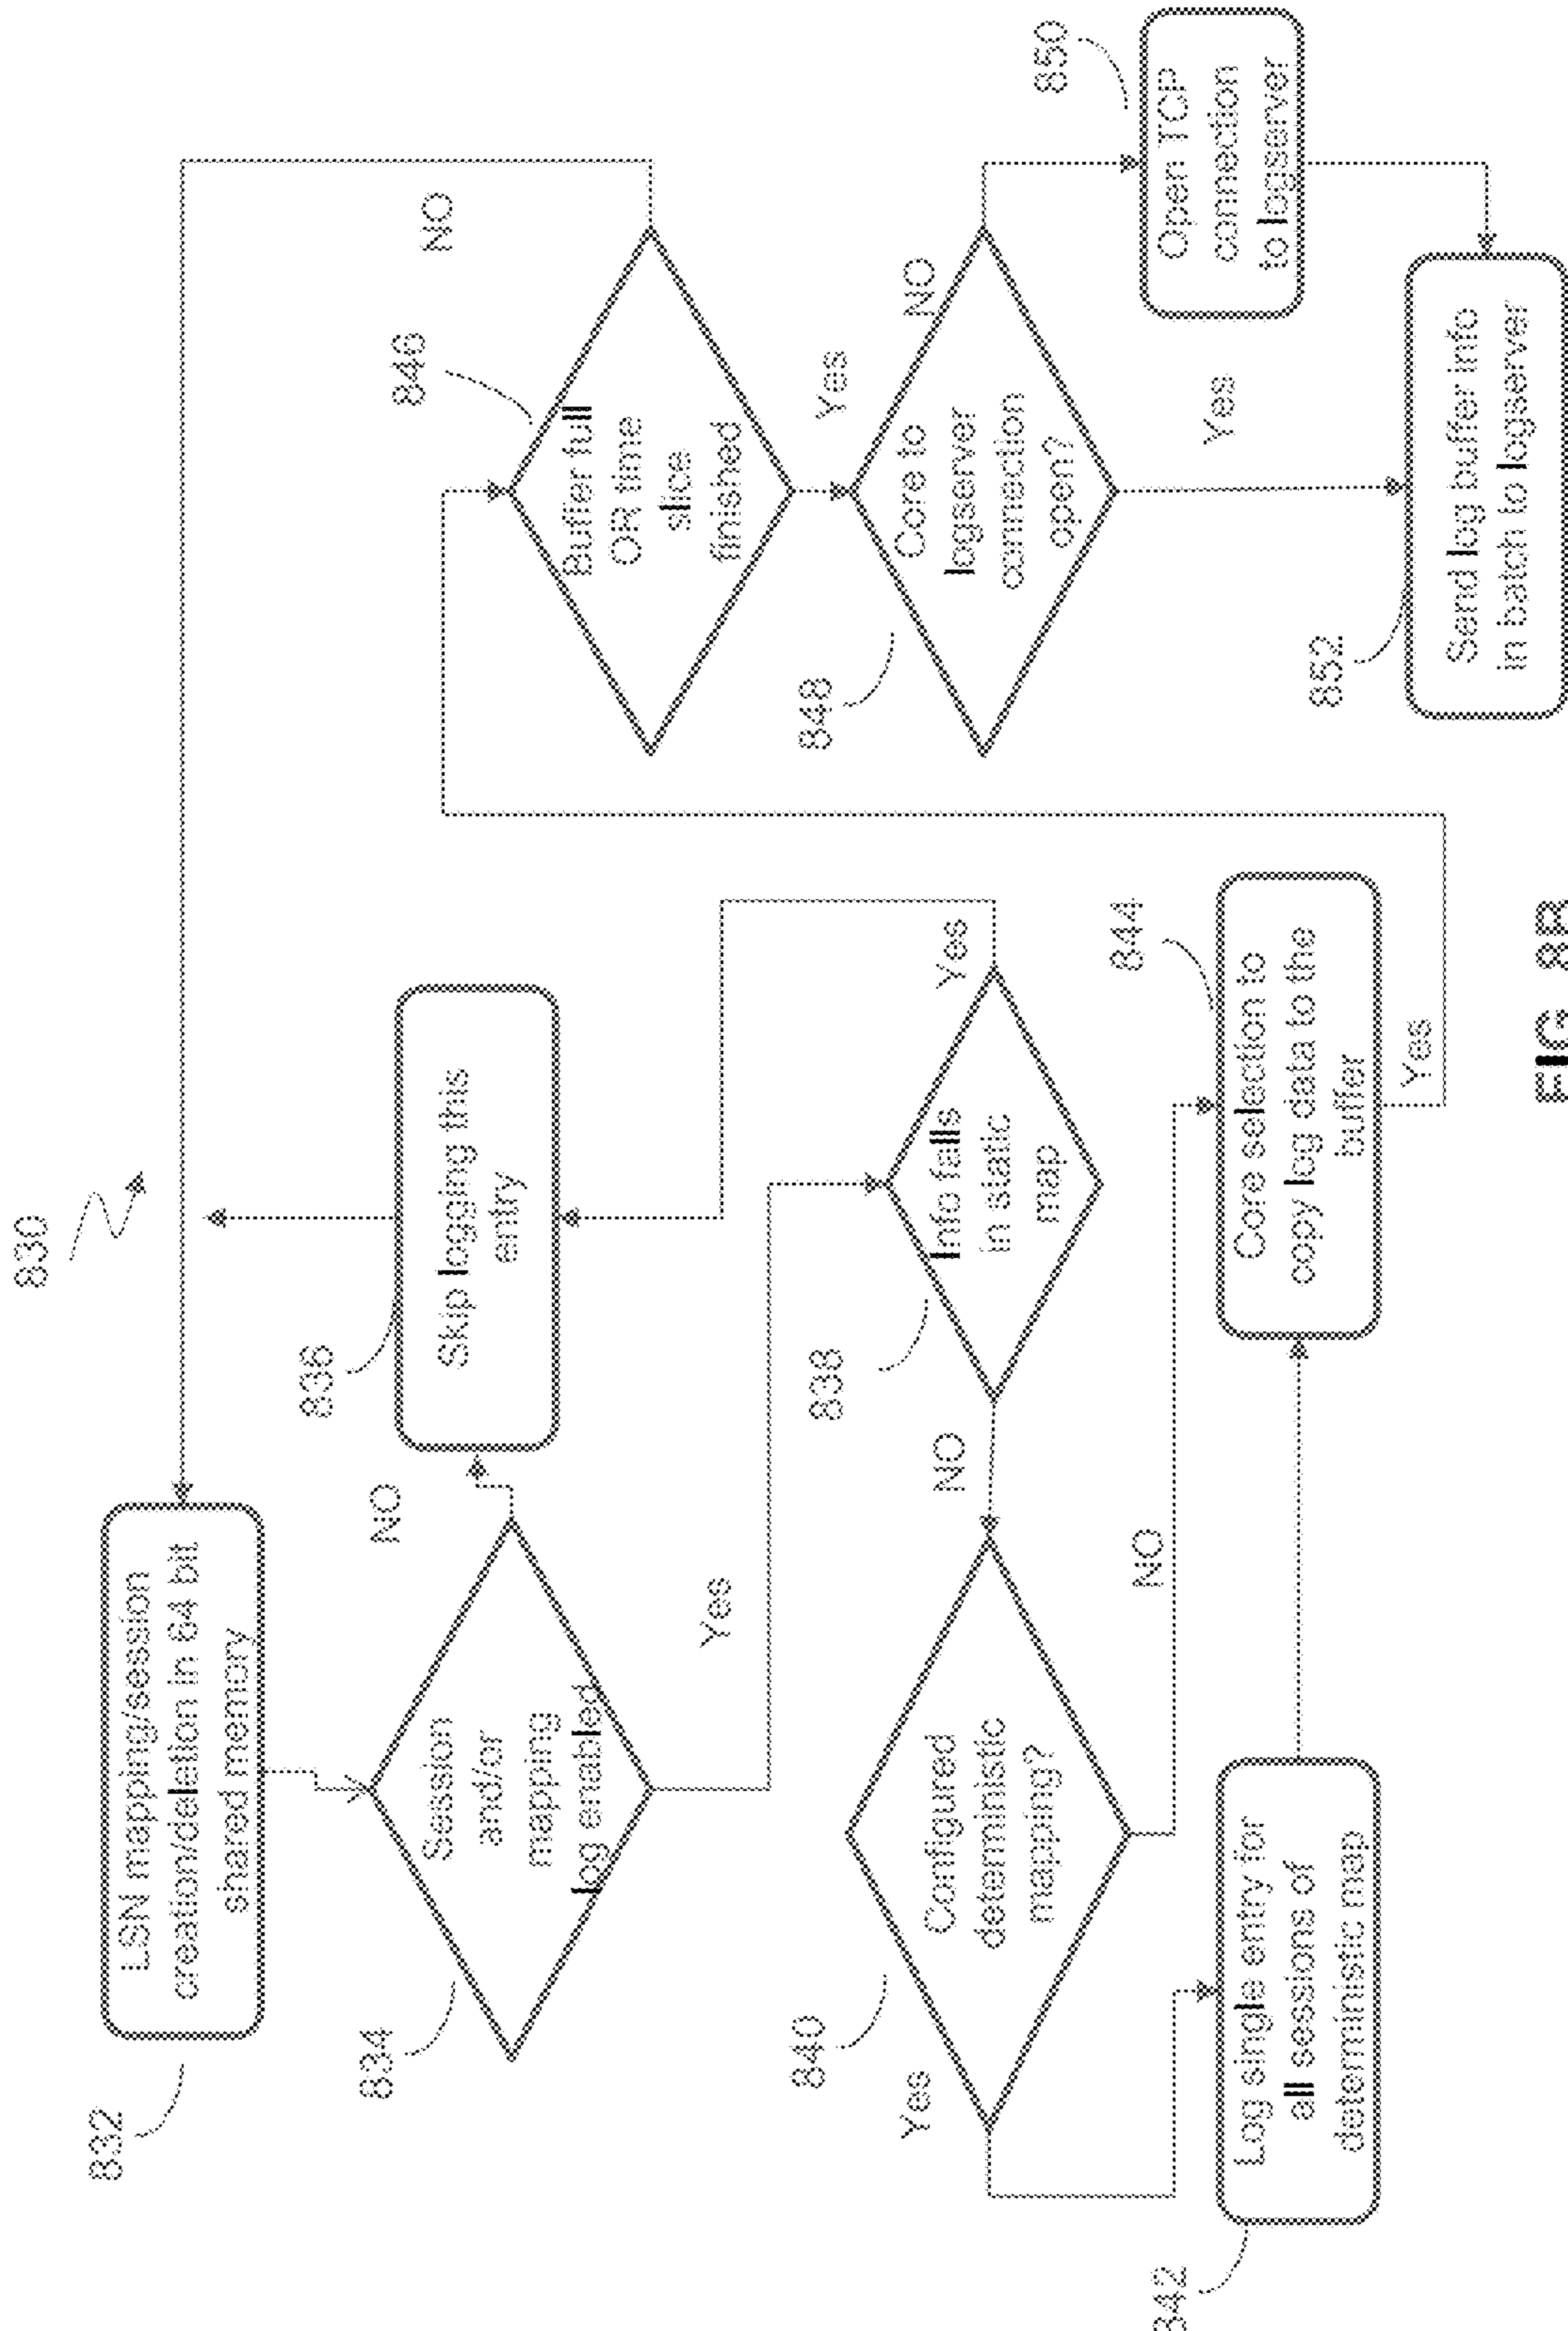 830
832
LSN mapping/session
creation/deletion in 64 bit
shared memory
834
Session
and/or
mapping
log enabled
NO
Yes
836
Skip logging this
entry
838
Info falls
in static
map
Yes
NO
840
Configured
deterministic
mapping?
Yes
NO
842
Log single entry for
all sessions of
deterministic map
844
Core selection to
copy log data to the
buffer
Yes
846
Buffer full
OR time
slice
finished
NO
Yes
848
Core to
logserver
connection
open?
NO
Yes
850
Open TCP
connection
to logserver
852
Send log buffer info
in batch to logserver
FIG. 8B